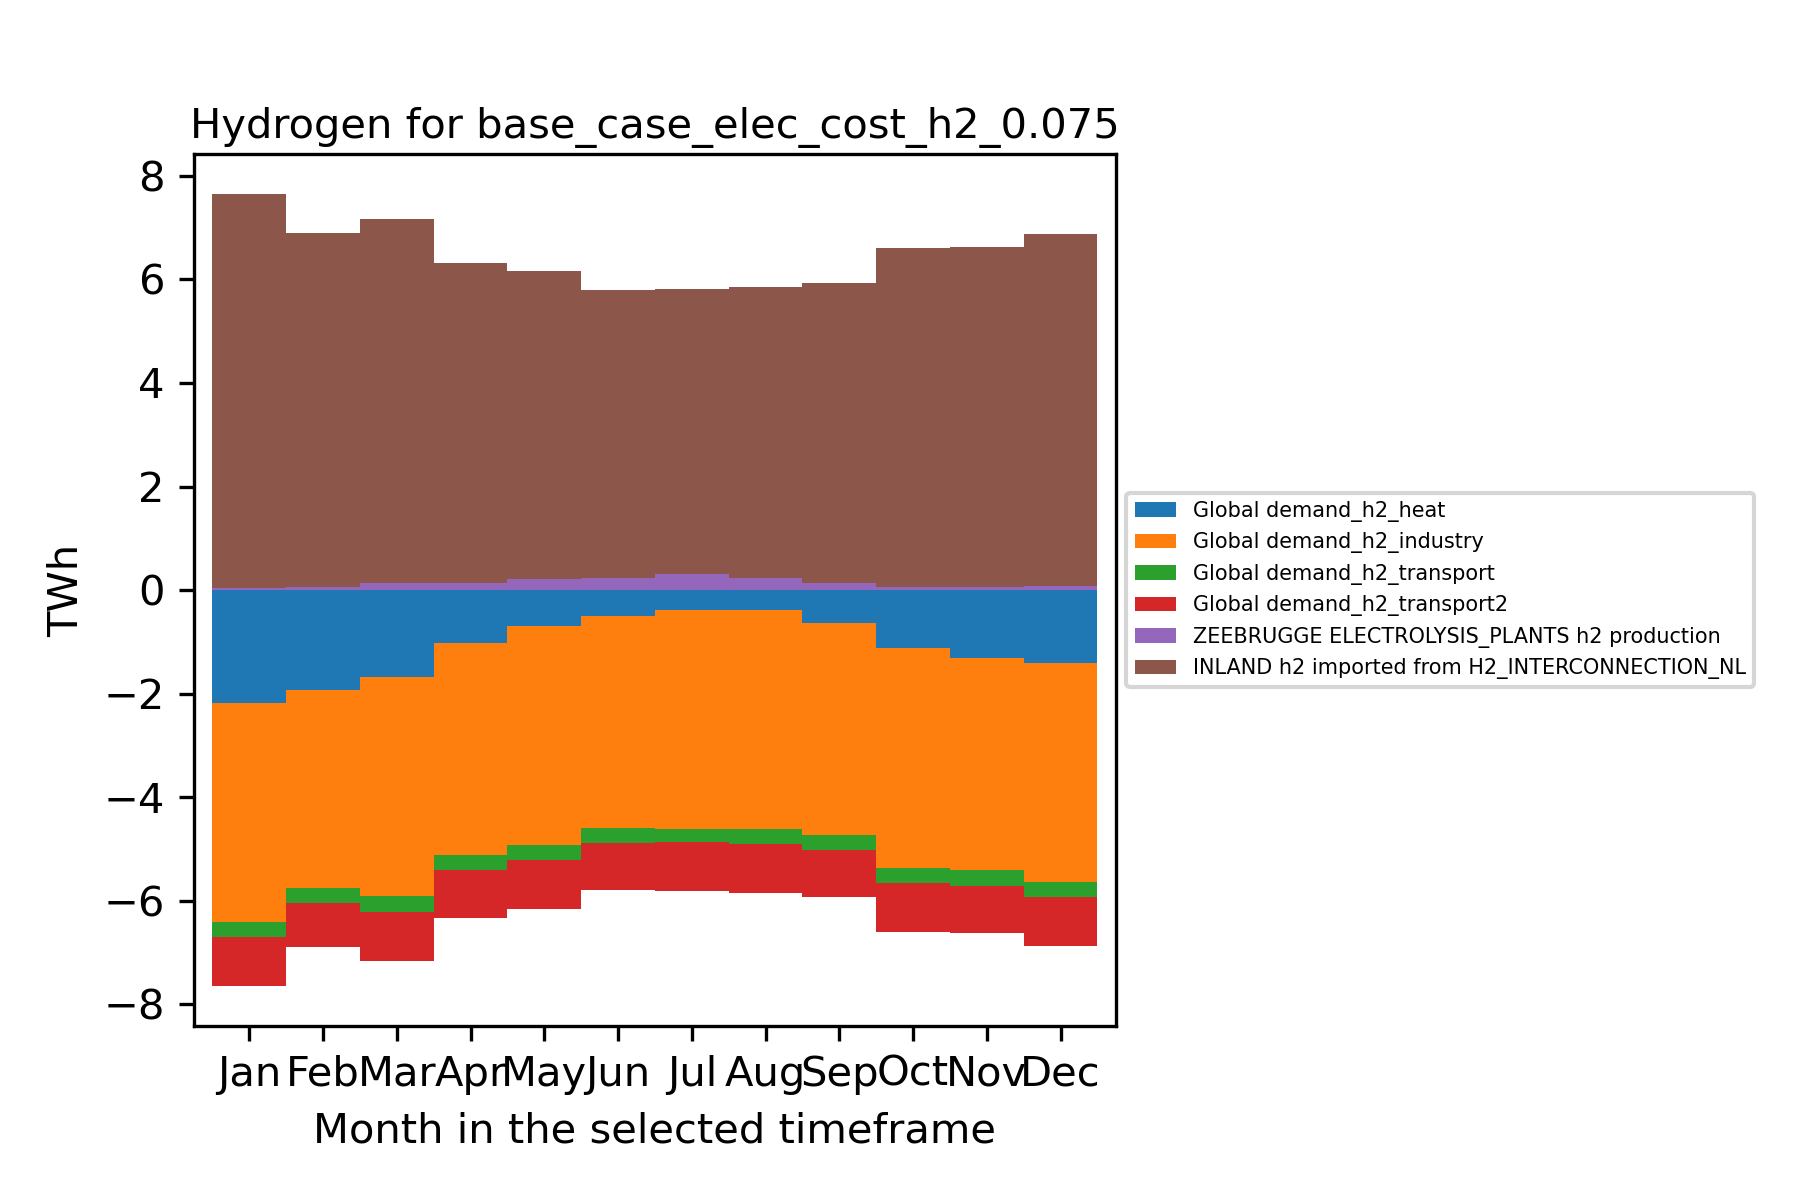 Hydrogen for base_case_elec_cost_h2_0.075
8
6
4
2
0
−2
−4
−6
−8
TWh
Jan Feb Mar Apr May Jun Jul Aug Sep Oct Nov Dec
Month in the selected timeframe
Global demand_h2_heat
Global demand_h2_industry
Global demand_h2_transport
Global demand_h2_transport2
ZEEBRUGGE ELECTROLYSIS_PLANTS h2 production
INLAND h2 imported from H2_INTERCONNECTION_NL